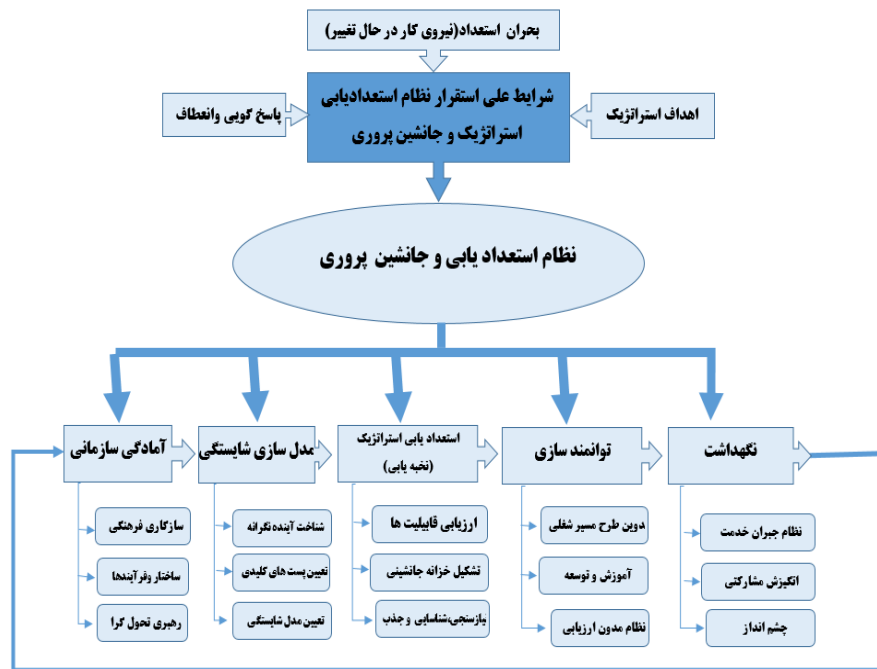 بحران استعداد(نیروی کار در حال تغییر)
شرایط علی استقرار نظام استعدادیابی
استراتژیک و جانشین پروری
اهداف استراتژیک
پاسخ گویی وانعطاف
نظام استعداد یابی و جانشین پروری
آمادگی سازمانی
مدل سازی شایستگی
استعداد یابی استراتژیک
(نخبه یابی)
توانمند سازی
نگهداشت
سازکاری فرهنگی
ساختار وفرآیندها
رهبری تحول گرا
شناخت آینده نگرانه
تعیین پست های کلیدی
تعیین مدل شایستگی
ارزیابی قابیلیت ها
تشکیل خزانه جانشینی
نیازسنجی،شناسایی و جذب
دوین طرح مسیر شغلی
آموزش و توسعه
نظام مدون ارزیابی
نظام جبران خدمت
انگیزش مشارکتی
چشم انداز